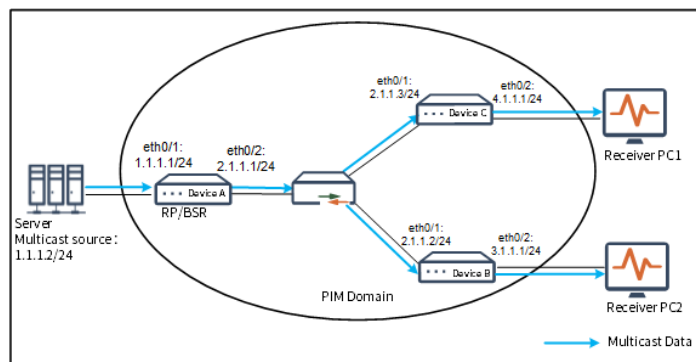 eth0/1:
2.1.1.3/24
eth0/2:
4.1.1.1/24
Device C
Receiver PC1
eth0/1:
1.1.1.1/24
eth0/2:
2.1.1.1/24
Device A
RP/BSR
Server
Multicast source：
1.1.1.2/24
eth0/1:
2.1.1.2/24
eth0/2:
3.1.1.1/24
Device B
Receiver PC2
PIM Domain
Multicast Data